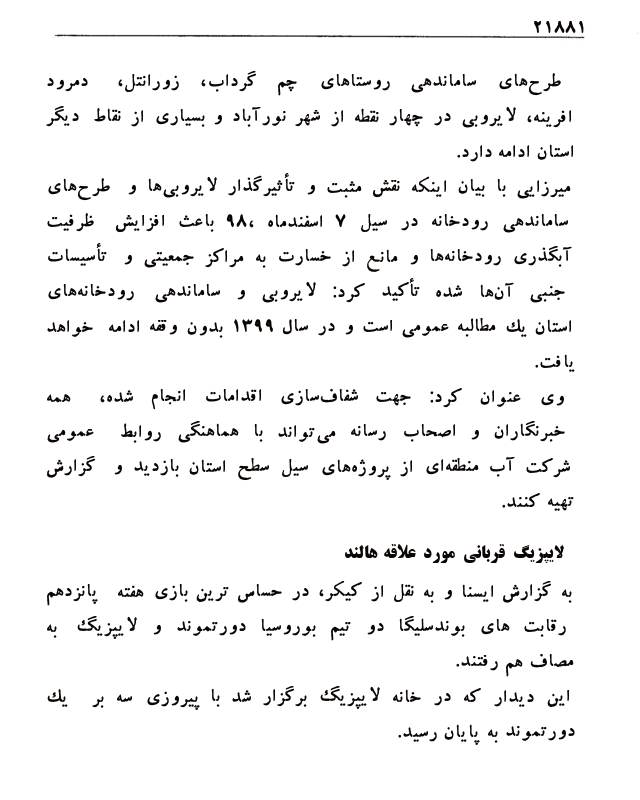 ۲۱۸۸۱
طرح‌های ساماندهی روستاهای چم گرداب، زورانتل، دمرود
افرینه، لایروبی در چهار نقطه از شهر نورآباد و بسیاری از نقاط دیگر
استان ادامه دارد.
میرزایی با بیان اینکه نقش مثبت و تأثیرگذار لایروبی‌ها و طرح‌های
ساماندهی رودخانه در سیل ۷ اسفندماه ،۹۸ باعث افزایش ظرفیت
آبگذری رودخانه‌ها و مانع از خسارت به مراکز جمعیتی و تأسیسات
جنبی آن‌ها شده تأکید کرد: لایروبی و ساماندهی رودخانه‌های
استان یك مطالبه عمومی است و در سال ۱۳۹۹ بدون وقفه ادامه خواهد
یافت.
وی عنوان کرد: جهت شفاف‌سازی اقدامات انجام شده، همه
خبرنگاران و اصحاب رسانه می‌تواند با هماهنگی روابط عمومی
شرکت آب منطقه‌ای از پروژه‌های سیل سطح استان بازدید و گزارش
تهیه کنند.
لایپزیگ قربانی مورد علاقه هالند
به گزارش ایسنا و به نقل از کیکر، در حساس ترین بازی هفته پانزدهم
رقابت های بوندسلیگا دو تیم بوروسیا دورتموند و لایپزیگ به
مصاف هم رفتند.
این دیدار که در خانه لایپزیگ برگزار شد با پیروزی سه بر یك
دورتموند به پایان رسید.